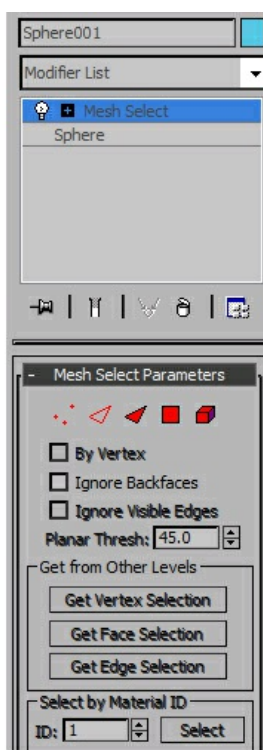 Sphere001
Modifier List
Mesh Select
Sphere
- Mesh Select Parameters
By Vertex
Ignore Backfaces
Ignore Visible Edges
Planar Thresh: 45.0
Get from Other Levels
Get Vertex Selection
Get Face Selection
Get Edge Selection
Select by Material ID
ID: 1 Select